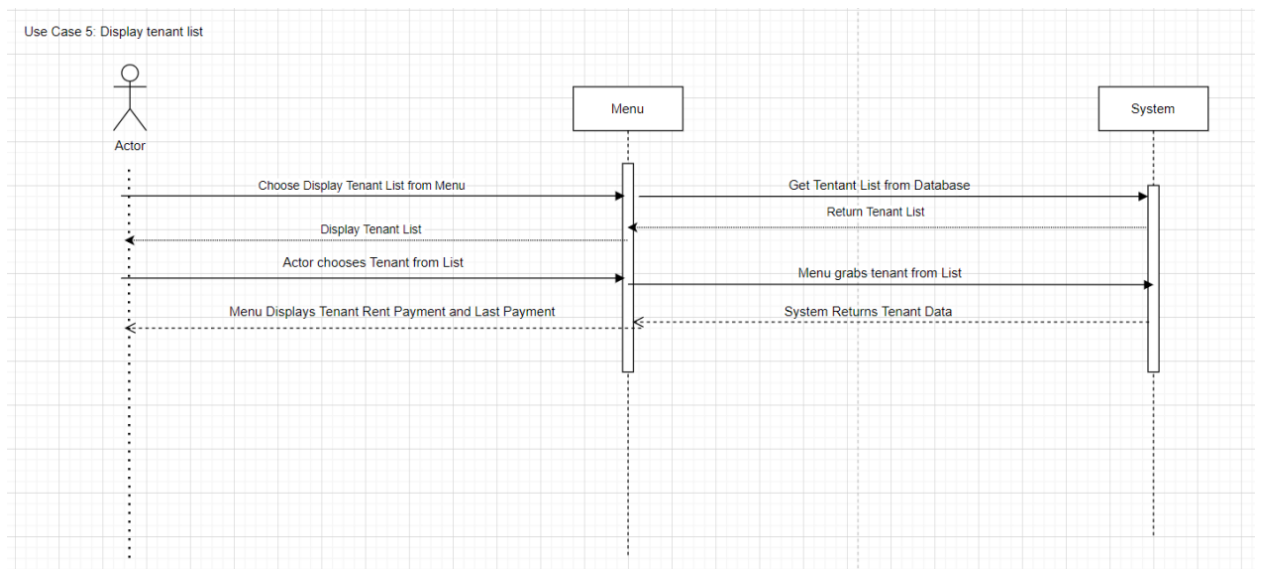 Use Case 5: Display tenant list
Actor
Menu
System
Choose Display Tenant List from Menu
Get Tentant List from Database
Return Tenant List
Display Tenant List
Actor chooses Tenant from List
Menu grabs tenant from List
Menu Displays Tenant Rent Payment and Last Payment
System Returns Tenant Data